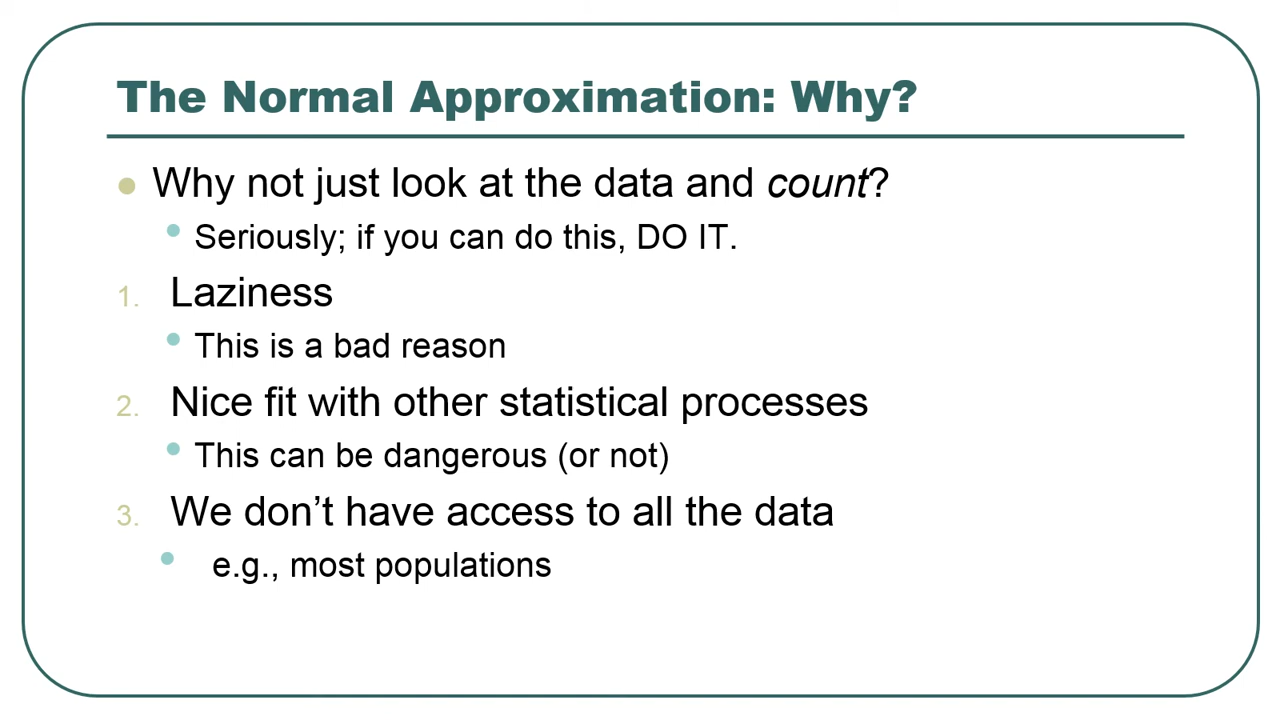 The Normal Approximation: Why?
Why not just look at the data and count?
Seriously; if you can do this, DO IT.
1. Laziness
This is a bad reason
2. Nice fit with other statistical processes
This can be dangerous (or not)
3. We don’t have access to all the data
e.g., most populations